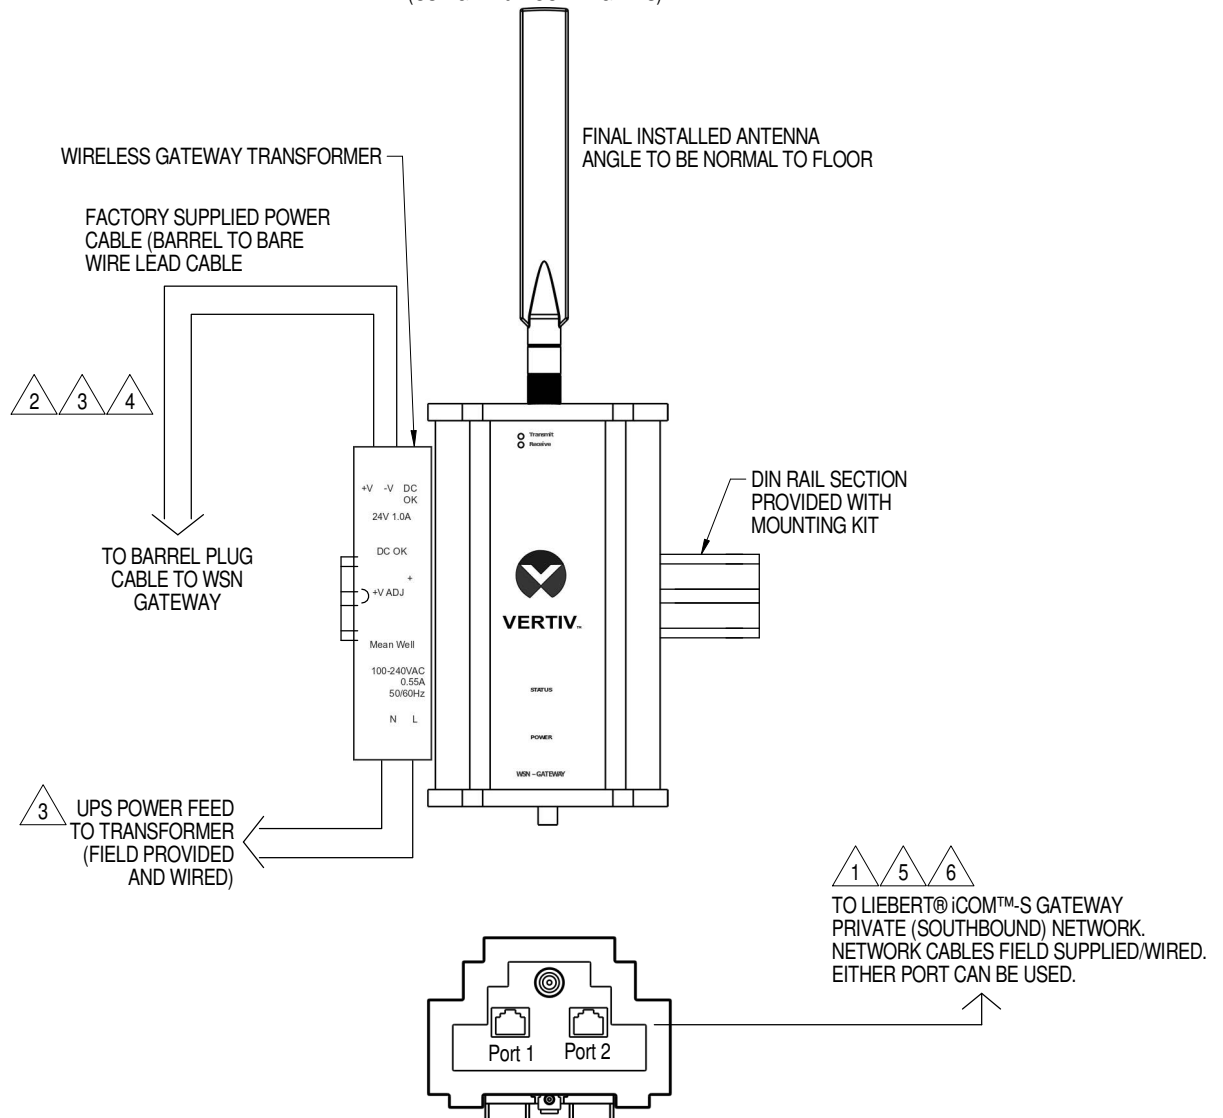 FINAL INSTALLED ANTENNA
ANGLE TO BE NORMAL TO FLOOR
WIRELESS GATEWAY TRANSFORMER
FACTORY SUPPLIED POWER
CABLE (BARREL TO BARE
WIRE LEAD CABLE
2 3 4
Transmit
Receive
+V -V DC
OK
24V 1.0A
DC OK
+
+V ADJ
Mean Well
100-240VAC
0.55A
50/60Hz
N L
DIN RAIL SECTION
PROVIDED WITH
MOUNTING KIT
TO BARREL PLUG
CABLE TO WSN
GATEWAY
VERTIV™
STATUS
POWER
WSN - GATEWAY
3
UPS POWER FEED
TO TRANSFORMER
(FIELD PROVIDED
AND WIRED)
1 5 6
TO LIEBERT® iCOM™-S GATEWAY
PRIVATE (SOUTHBOUND) NETWORK.
NETWORK CABLES FIELD SUPPLIED/WIRED.
EITHER PORT CAN BE USED.
Port 1 Port 2